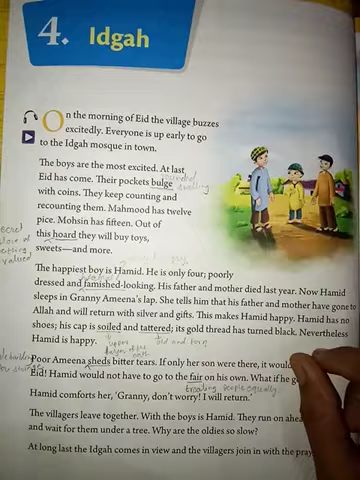 4. Idgah
On the morning of Eid the village buzzes
excitedly. Everyone is up early to go
to the Idgah mosque in town.
The boys are the most excited. At last
Eid has come. Their pockets bulge
with coins. They keep counting and
recounting them. Mahmood has twelve
pice. Mohsin has fifteen. Out of
this hoard they will buy toys,
sweets—and more.
The happiest boy is Hamid. He is only four; poorly
dressed and famished-looking. His father and mother died last year. Now Hamid
sleeps in Granny Ameena's lap. She tells him that his father and mother have gone to
Allah and will return with silver and gifts. This makes Hamid happy. Hamid has no
shoes; his cap is soiled and tattered; its gold thread has turned black. Nevertheless
Hamid is happy.
old and torn
Poor Ameena sheds bitter tears. If only her son were there, it would
Eid! Hamid would not have to go to the fair on his own. What if he
treating people equally.
Hamid comforts her, 'Granny, don't worry! I will return.'
The villagers leave together. With the boys is Hamid. They run on ahead
and wait for them under a tree. Why are the oldies so slow?
At long last the Idgah comes in view and the villagers join in with the